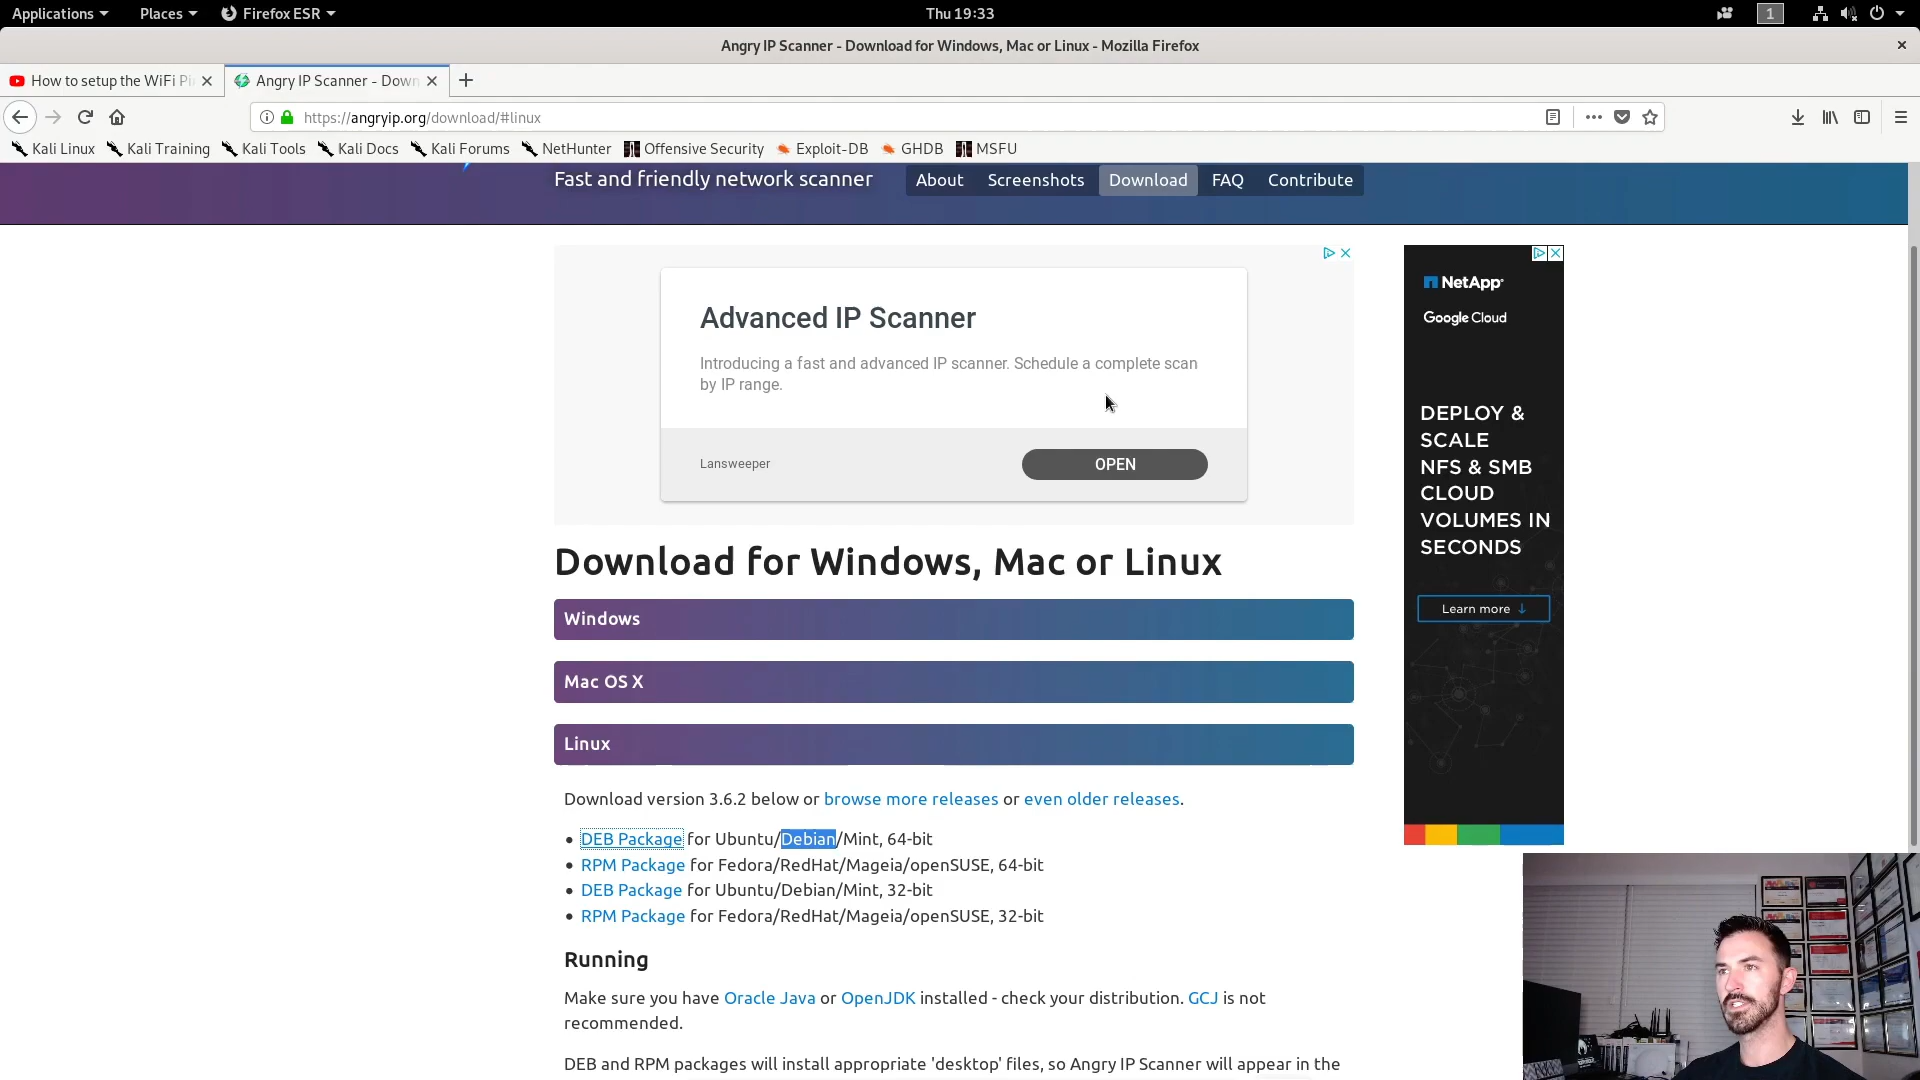 Applications Places Firefox ESR Thu 19:33 1
Angry IP Scanner - Download for Windows, Mac or Linux - Mozilla Firefox
How to setup the WiFi Pi Angry IP Scanner - Down
https://angryip.org/download/#linux
Kali Linux Kali Training Kali Tools Kali Docs Kali Forums NetHunter Offensive Security Exploit-DB GHDB MSFU
Fast and friendly network scanner About Screenshots Download FAQ Contribute
Advanced IP Scanner
Introducing a fast and advanced IP scanner. Schedule a complete scan
by IP range.
Lansweeper OPEN
NetApp
Google Cloud
DEPLOY &
SCALE
NFS & SMB
CLOUD
VOLUMES IN
SECONDS
Learn more ↓
Download for Windows, Mac or Linux
Windows
Mac OS X
Linux
Download version 3.6.2 below or browse more releases or even older releases.
• DEB Package for Ubuntu/Debian/Mint, 64-bit
• RPM Package for Fedora/RedHat/Mageia/openSUSE, 64-bit
• DEB Package for Ubuntu/Debian/Mint, 32-bit
• RPM Package for Fedora/RedHat/Mageia/openSUSE, 32-bit
Running
Make sure you have Oracle Java or OpenJDK installed - check your distribution. GCJ is not
recommended.
DEB and RPM packages will install appropriate 'desktop' files, so Angry IP Scanner will appear in the